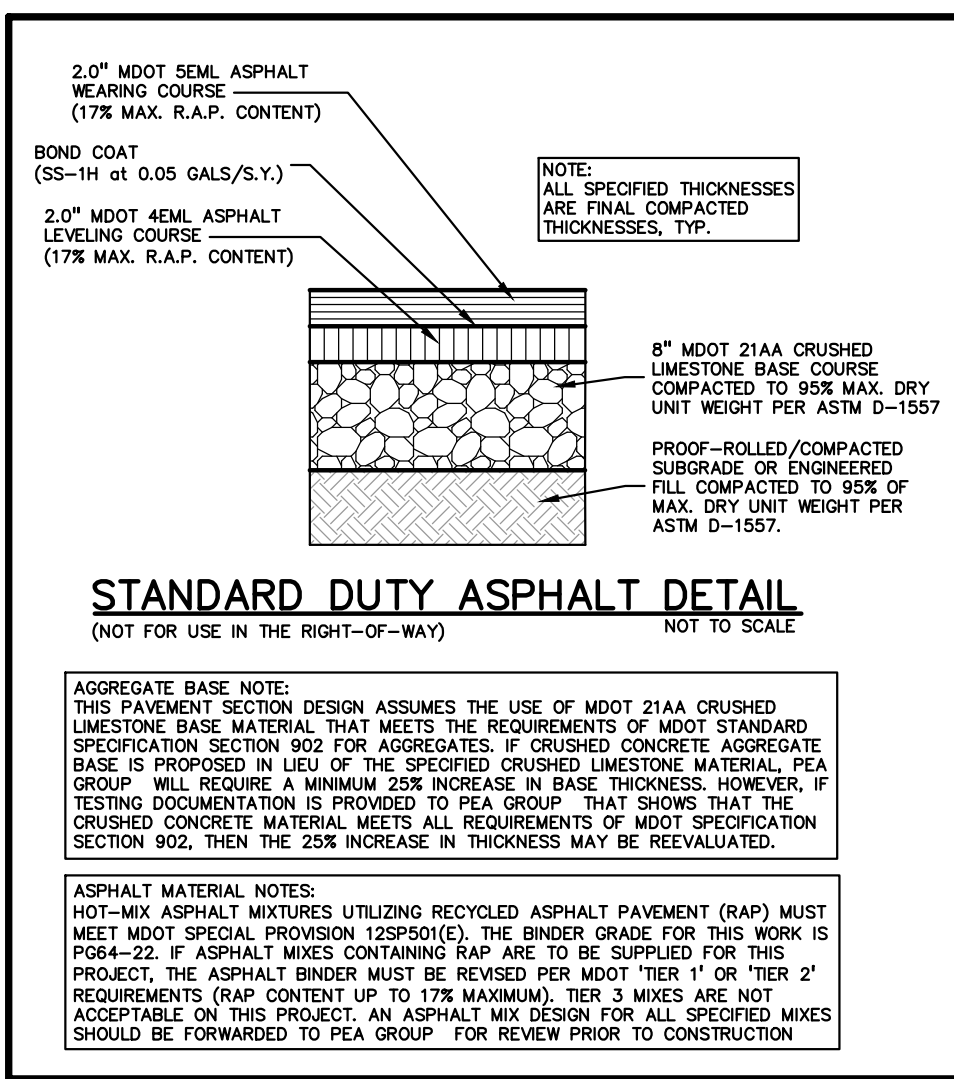 2.0" MDOT 5EML ASPHALT
WEARING COURSE
(17% MAX. R.A.P. CONTENT)
BOND COAT
(SS-1H at 0.05 GALS/S.Y.)
2.0" MDOT 4EML ASPHALT
LEVELING COURSE
(17% MAX. R.A.P. CONTENT)
NOTE:
ALL SPECIFIED THICKNESSES
ARE FINAL COMPACTED
THICKNESSES, TYP.
8" MDOT 21AA CRUSHED
LIMESTONE BASE COURSE
COMPACTED TO 95% MAX. DRY
UNIT WEIGHT PER ASTM D-1557
PROOF-ROLLED/COMPACTED
SUBGRADE OR ENGINEERED
FILL COMPACTED TO 95% OF
MAX. DRY UNIT WEIGHT PER
ASTM D-1557.
STANDARD DUTY ASPHALT DETAIL
(NOT FOR USE IN THE RIGHT-OF-WAY) NOT TO SCALE
AGGREGATE BASE NOTE:
THIS PAVEMENT SECTION DESIGN ASSUMES THE USE OF MDOT 21AA CRUSHED
LIMESTONE BASE MATERIAL THAT MEETS THE REQUIREMENTS OF MDOT STANDARD
SPECIFICATION SECTION 902 FOR AGGREGATES. IF CRUSHED CONCRETE AGGREGATE
BASE IS PROPOSED IN LIEU OF THE SPECIFIED CRUSHED LIMESTONE MATERIAL, PEA
GROUP WILL REQUIRE A MINIMUM 25% INCREASE IN BASE THICKNESS. HOWEVER, IF
TESTING DOCUMENTATION IS PROVIDED TO PEA GROUP THAT SHOWS THAT THE
CRUSHED CONCRETE MATERIAL MEETS ALL REQUIREMENTS OF MDOT SPECIFICATION
SECTION 902, THEN THE 25% INCREASE IN THICKNESS MAY BE REEVALUATED.
ASPHALT MATERIAL NOTES:
HOT-MIX ASPHALT MIXTURES UTILIZING RECYCLED ASPHALT PAVEMENT (RAP) MUST
MEET MDOT SPECIAL PROVISION 12SP501(E). THE BINDER GRADE FOR THIS WORK IS
PG64-22. IF ASPHALT MIXES CONTAINING RAP ARE TO BE SUPPLIED FOR THIS
PROJECT, THE ASPHALT BINDER MUST BE REVISED PER MDOT 'TIER 1' OR 'TIER 2'
REQUIREMENTS (RAP CONTENT UP TO 17% MAXIMUM). TIER 3 MIXES ARE NOT
ACCEPTABLE ON THIS PROJECT. AN ASPHALT MIX DESIGN FOR ALL SPECIFIED MIXES
SHOULD BE FORWARDED TO PEA GROUP FOR REVIEW PRIOR TO CONSTRUCTION